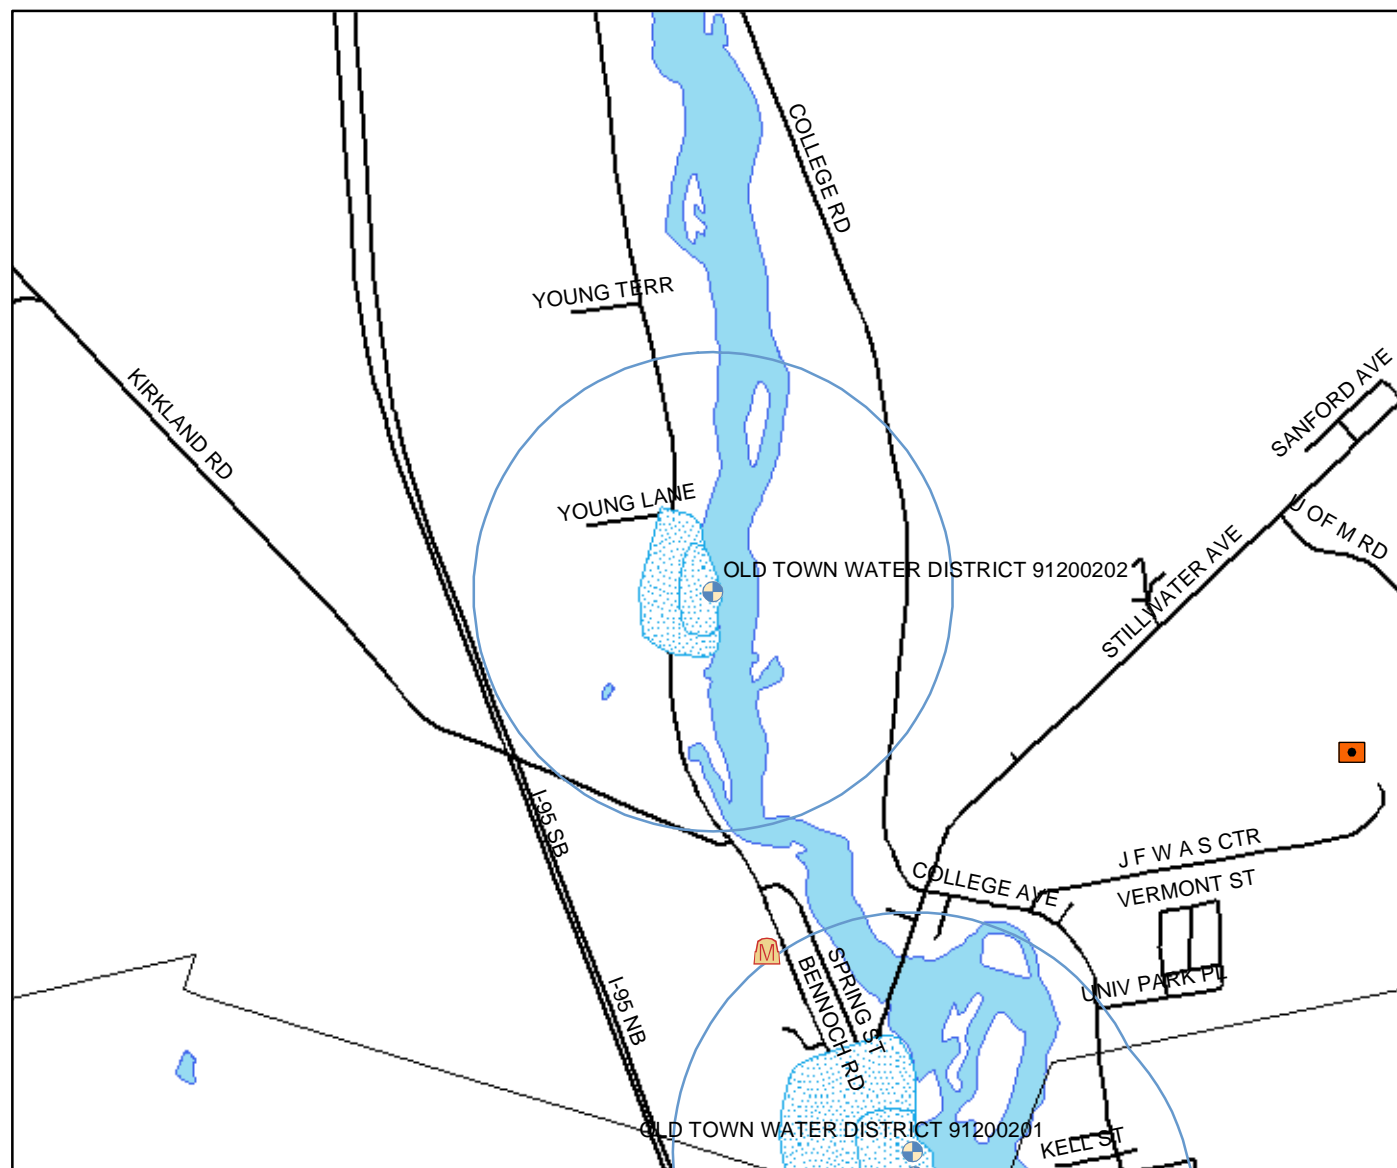 COLLEGE RD
YOUNG TERR
KIRKLAND RD
SANFORD AVE
YOUNG LANE
U OF M RD
OLD TOWN WATER DISTRICT 91200202
STILLWATER AVE
I-95 SB
J F W A S CTR
COLLEGE AVE
VERMONT ST
M
SPRING ST
BENNOCH RD
I-95 NB
UNIV PARK PL
OLD TOWN WATER DISTRICT 91200201
KELL ST